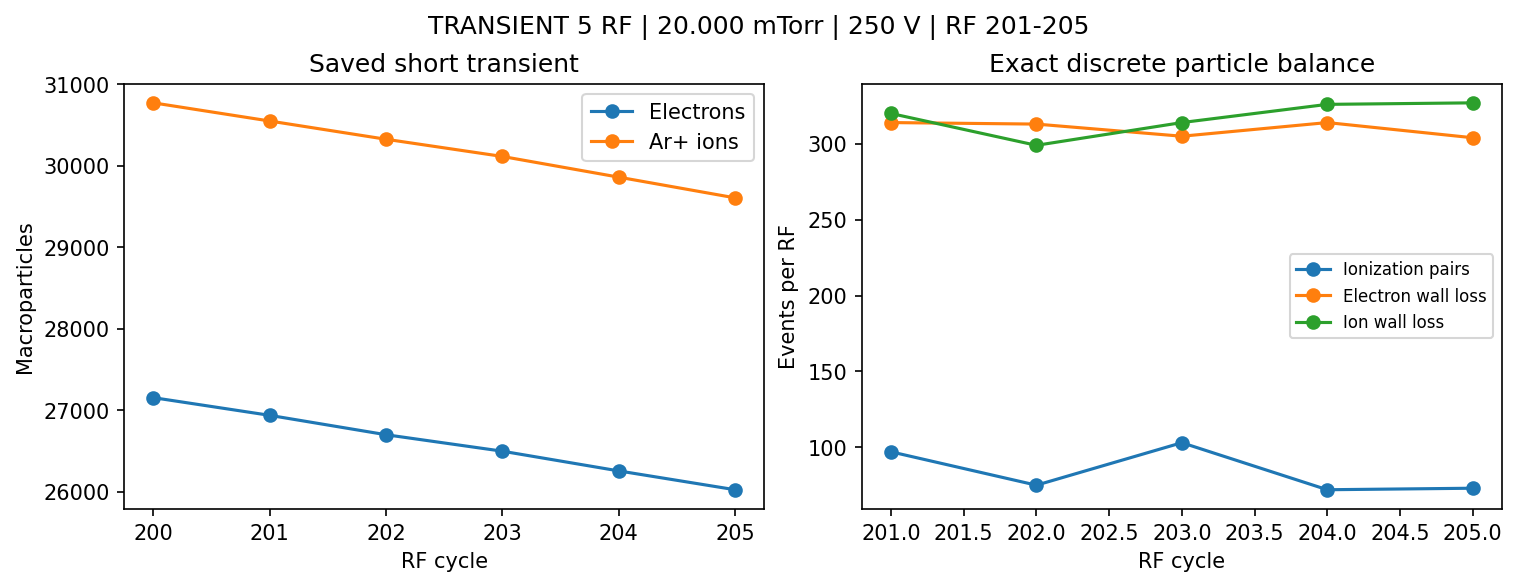 TRANSIENT 5 RF | 20.000 mTorr | 250 V | RF 201-205
Saved short transient
31000
30000
29000
28000
27000
26000
Macroparticles
Electrons
Ar+ ions
200 201 202 203 204 205
RF cycle
Exact discrete particle balance
300
250
200
150
100
Events per RF
Ionization pairs
Electron wall loss
Ion wall loss
201.0 201.5 202.0 202.5 203.0 203.5 204.0 204.5 205.0
RF cycle